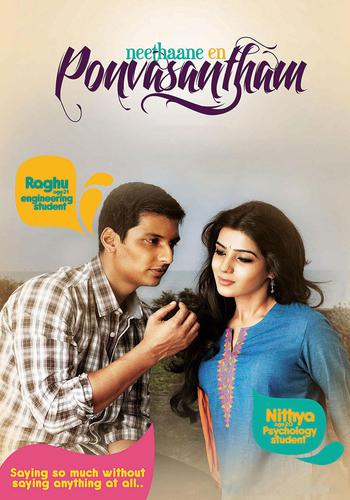 neethaane en
Ponvasantham
Raghu
age 21
engineering
student
Nithya
age 20
Psychology
student
Saying so much without
saying anything at all..